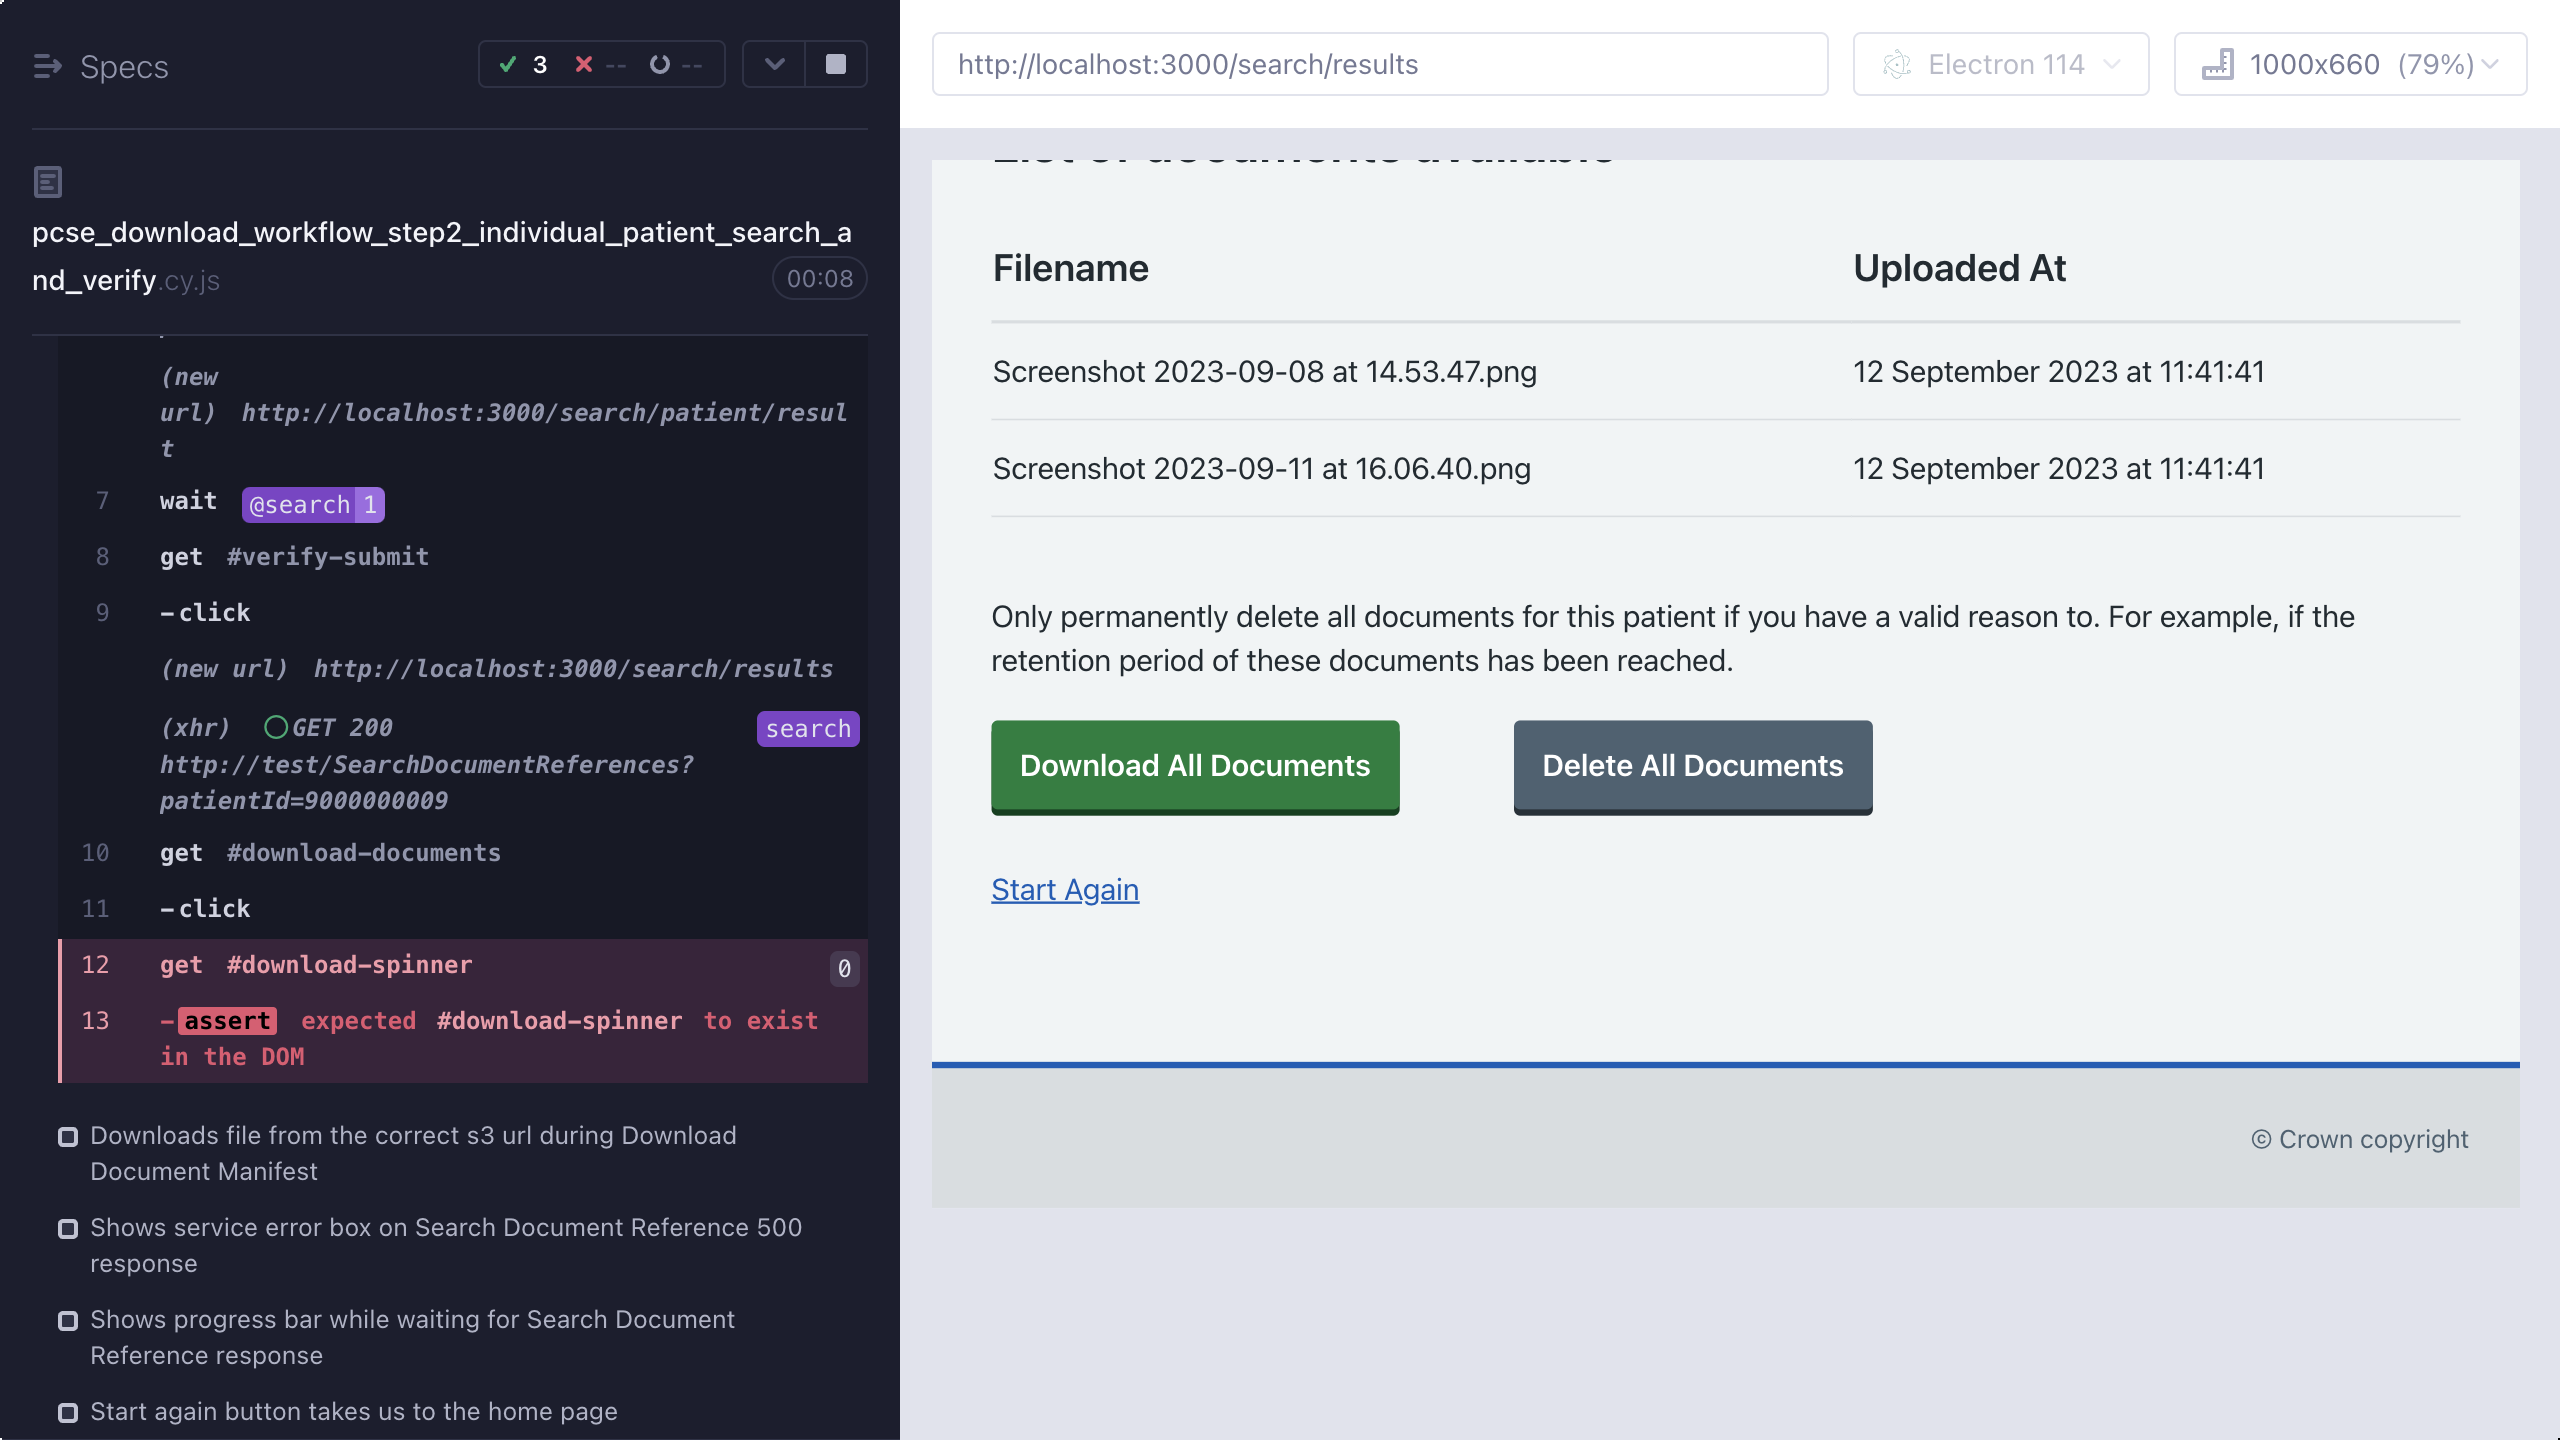 Specs
3 -- --
pcse_download_workflow_step2_individual_patient_search_a
nd_verify.cy.js
00:08
(new
url) http://localhost:3000/search/patient/resul
t
7 wait @search 1
8 get #verify-submit
9 -click
(new url) http://localhost:3000/search/results
(xhr) GET 200 search
http://test/SearchDocumentReferences?
patientId=9000000009
10 get #download-documents
11 -click
12 get #download-spinner 0
13 -assert expected #download-spinner to exist
in the DOM
Downloads file from the correct s3 url during Download
Document Manifest
Shows service error box on Search Document Reference 500
response
Shows progress bar while waiting for Search Document
Reference response
Start again button takes us to the home page
http://localhost:3000/search/results
Electron 114
1000x660 (79%)
List of documents available
Filename Uploaded At
Screenshot 2023-09-08 at 14.53.47.png 12 September 2023 at 11:41:41
Screenshot 2023-09-11 at 16.06.40.png 12 September 2023 at 11:41:41
Only permanently delete all documents for this patient if you have a valid reason to. For example, if the
retention period of these documents has been reached.
Download All Documents
Delete All Documents
Start Again
© Crown copyright